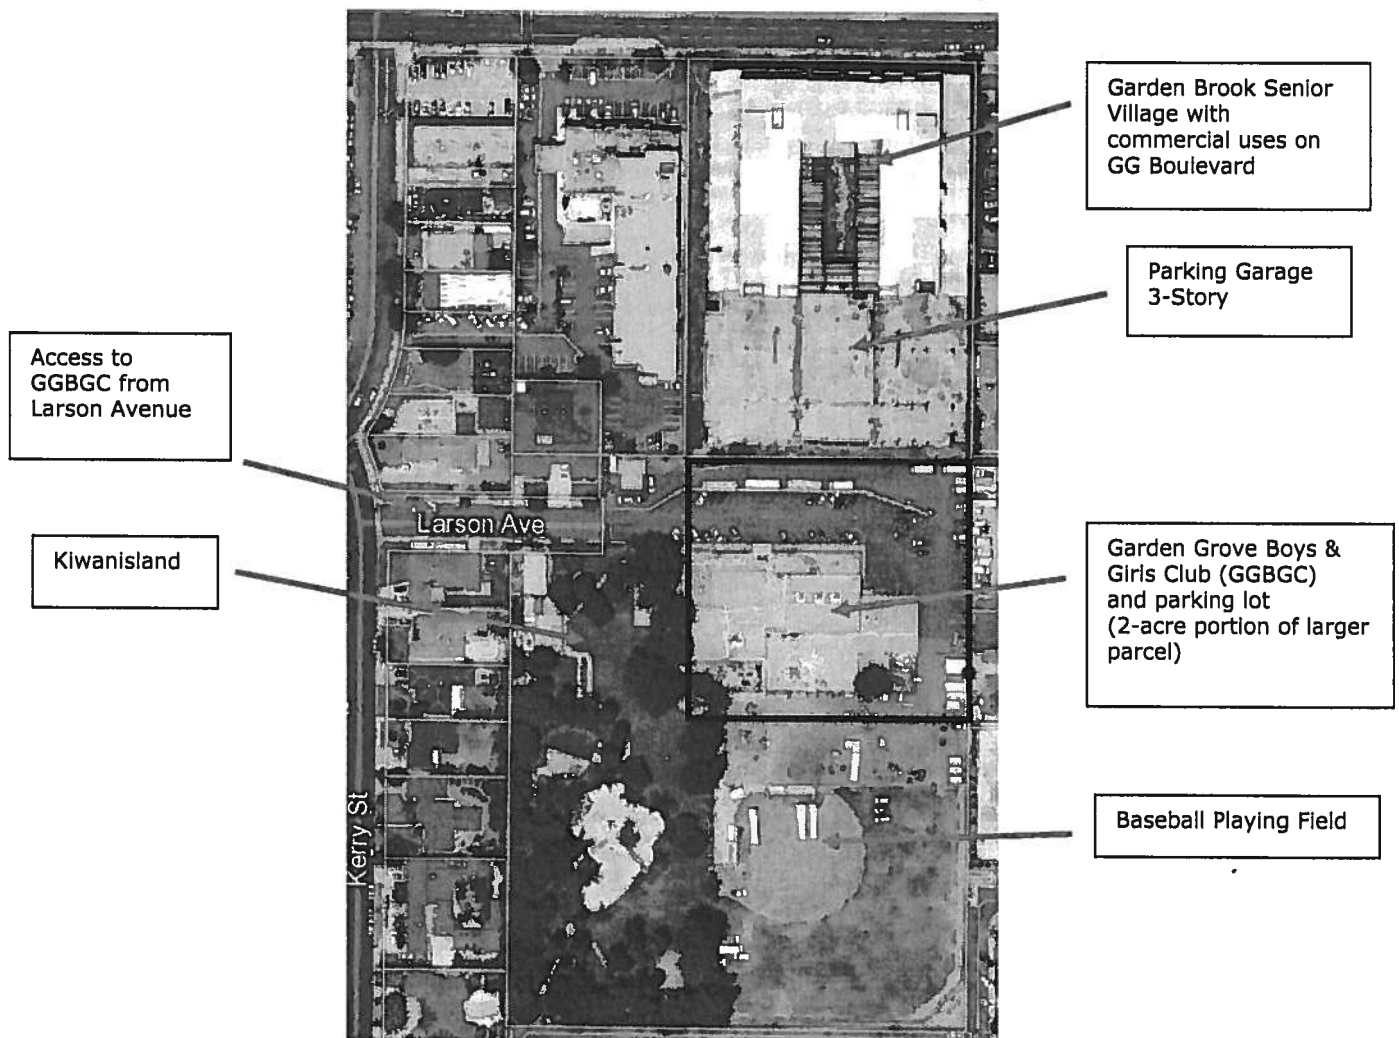 Garden Brook Senior
Village with
commercial uses on
GG Boulevard
Parking Garage
3-Story
Access to
GGBGC from
Larson Avenue
Larson Ave
Kiwanisland
Garden Grove Boys &
Girls Club (GGBGC)
and parking lot
(2-acre portion of larger
parcel)
Kerry St
Baseball Playing Field